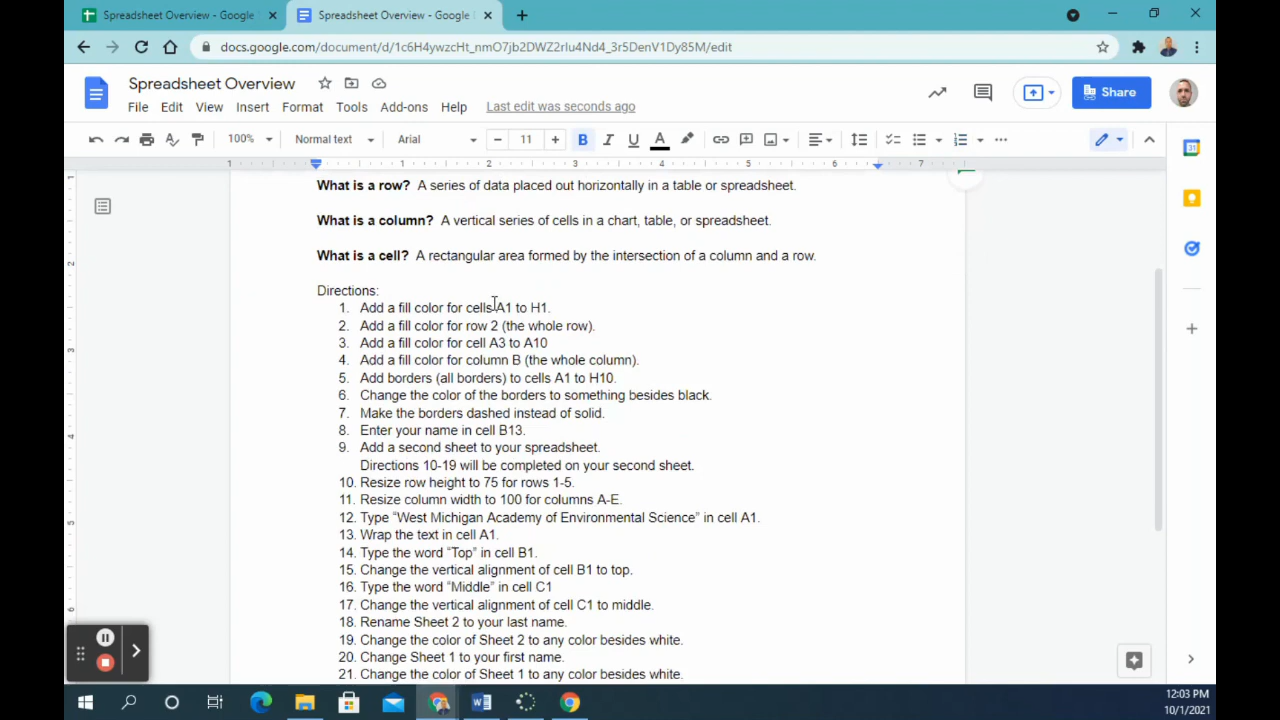 Spreadsheet Overview - Google
Spreadsheet Overview - Google
docs.google.com/document/d/1c6H4ywzcHt_nmO7jb2DWZ2rlu4Nd4_3r5DenV1Dy85M/edit
Spreadsheet Overview
Share
File Edit View Insert Format Tools Add-ons Help Last edit was seconds ago
100% Normal text Arial 11 B I U A
1 1 2 3 4 5 6 7
What is a row? A series of data placed out horizontally in a table or spreadsheet.
What is a column? A vertical series of cells in a chart, table, or spreadsheet.
What is a cell? A rectangular area formed by the intersection of a column and a row.
Directions:
1. Add a fill color for cells A1 to H1.
2. Add a fill color for row 2 (the whole row).
3. Add a fill color for cell A3 to A10
4. Add a fill color for column B (the whole column).
5. Add borders (all borders) to cells A1 to H10.
6. Change the color of the borders to something besides black.
7. Make the borders dashed instead of solid.
8. Enter your name in cell B13.
9. Add a second sheet to your spreadsheet.
Directions 10-19 will be completed on your second sheet.
10. Resize row height to 75 for rows 1-5.
11. Resize column width to 100 for columns A-E.
12. Type “West Michigan Academy of Environmental Science” in cell A1.
13. Wrap the text in cell A1.
14. Type the word “Top” in cell B1.
15. Change the vertical alignment of cell B1 to top.
16. Type the word “Middle” in cell C1
17. Change the vertical alignment of cell C1 to middle.
18. Rename Sheet 2 to your last name.
19. Change the color of Sheet 2 to any color besides white.
20. Change Sheet 1 to your first name.
21. Change the color of Sheet 1 to any color besides white.
12:03 PM
10/1/2021